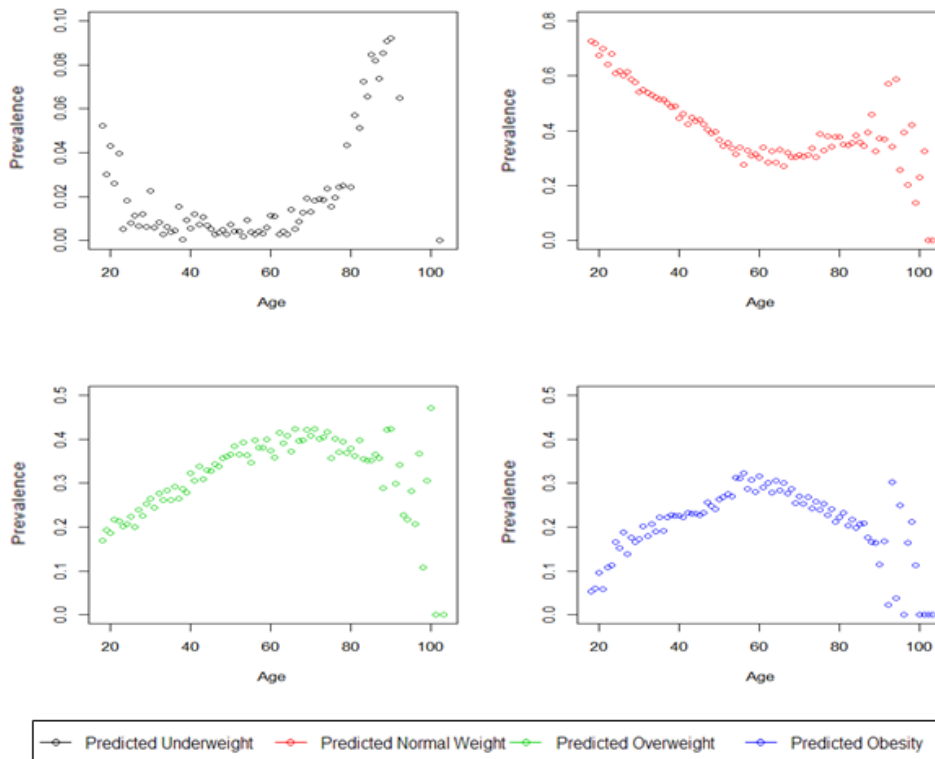 Prevalence
0.00 0.02 0.04 0.06 0.08 0.10
20 40 60 80 100
Age
Prevalence
0.0 0.2 0.4 0.6 0.8
20 40 60 80 100
Age
Prevalence
0.0 0.1 0.2 0.3 0.4 0.5
20 40 60 80 100
Age
Prevalence
0.0 0.1 0.2 0.3 0.4 0.5
20 40 60 80 100
Age
Predicted Underweight Predicted Normal Weight Predicted Overweight Predicted Obesity